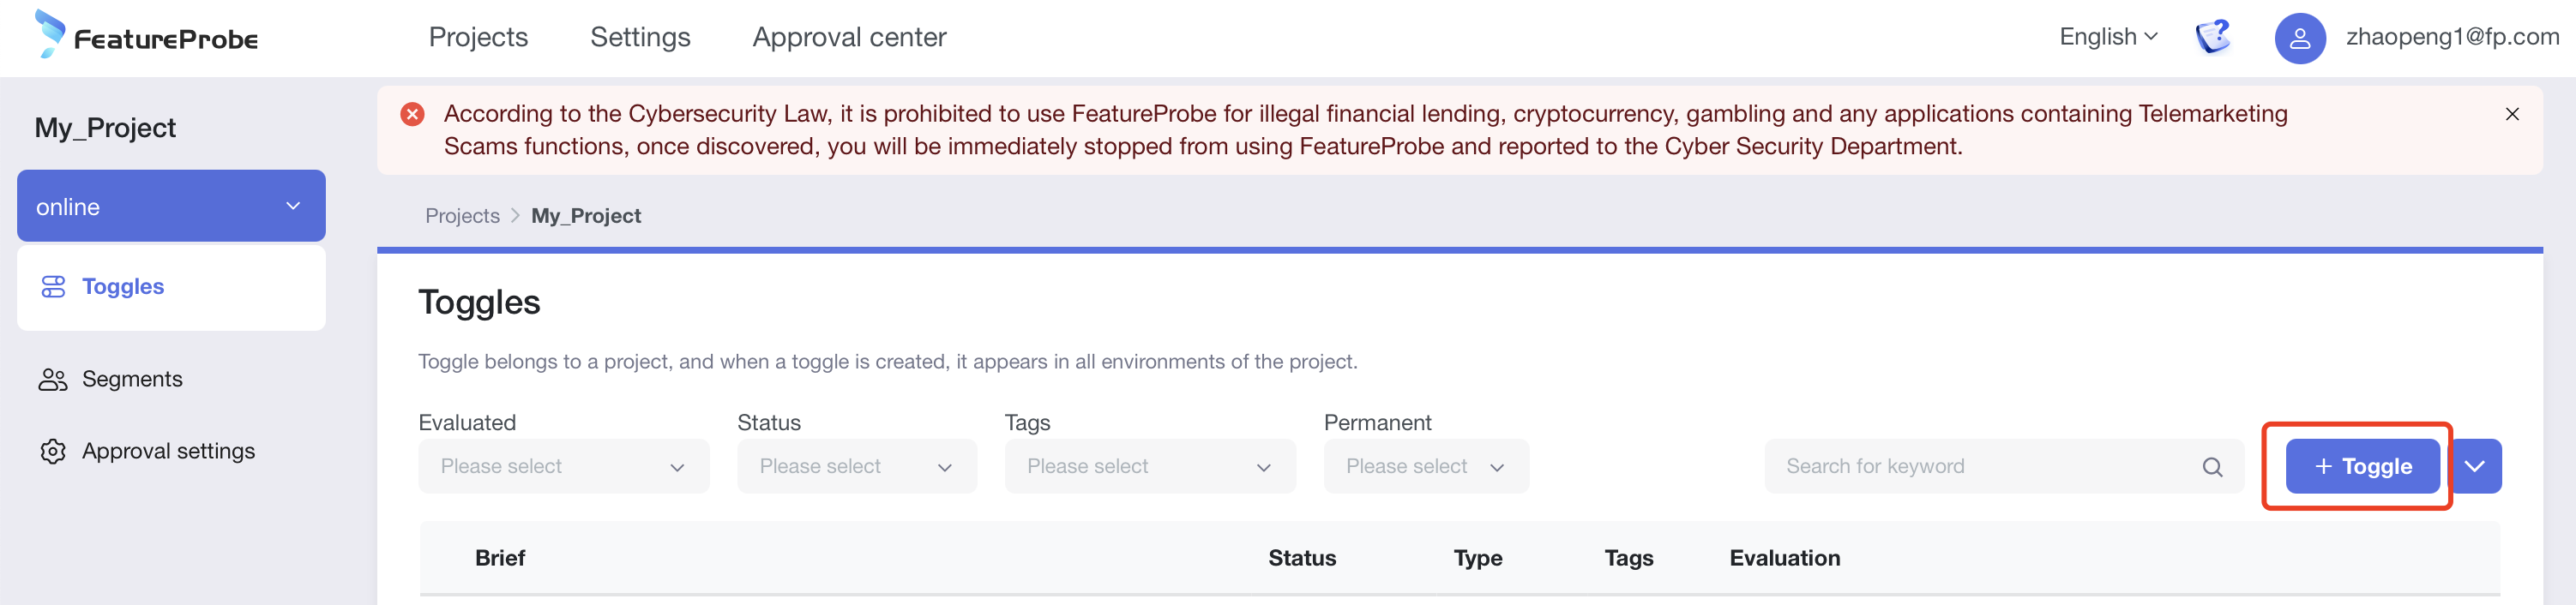 FeatureProbe
Projects
Settings
Approval center
English
zhaopeng1@fp.com
My_Project
online
Toggles
Segments
Approval settings
According to the Cybersecurity Law, it is prohibited to use FeatureProbe for illegal financial lending, cryptocurrency, gambling and any applications containing Telemarketing
Scams functions, once discovered, you will be immediately stopped from using FeatureProbe and reported to the Cyber Security Department.
Projects > My_Project
Toggles
Toggle belongs to a project, and when a toggle is created, it appears in all environments of the project.
Evaluated Status Tags Permanent
Please select Please select Please select Please select Search for keyword + Toggle
Brief Status Type Tags Evaluation